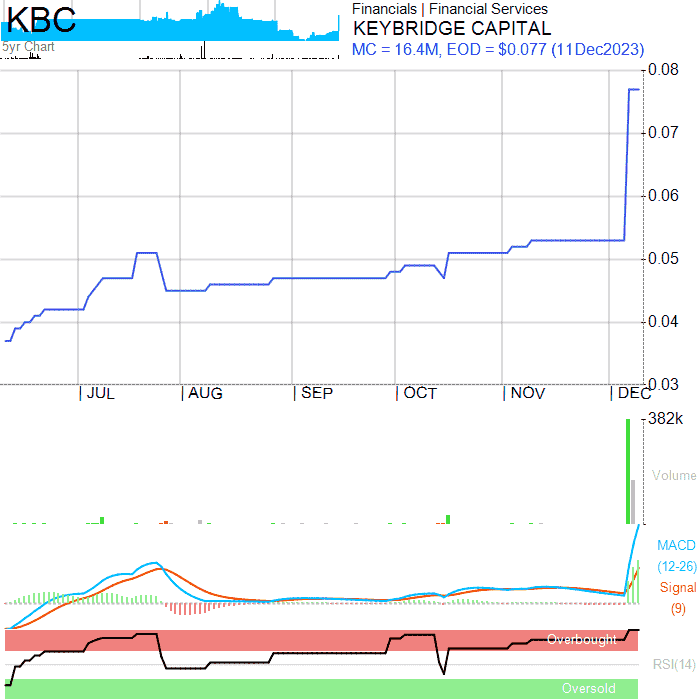 KBC
5yr Chart
Financials | Financial Services
KEYBRIDGE CAPITAL
MC = 16.4M, EOD = $0.077 (11Dec2023)
0.08
0.07
0.06
0.05
0.04
0.03
JUL AUG SEP OCT NOV DEC
382k
Volume
MACD
(12-26)
Signal
(9)
Overbought
RSI(14)
Oversold